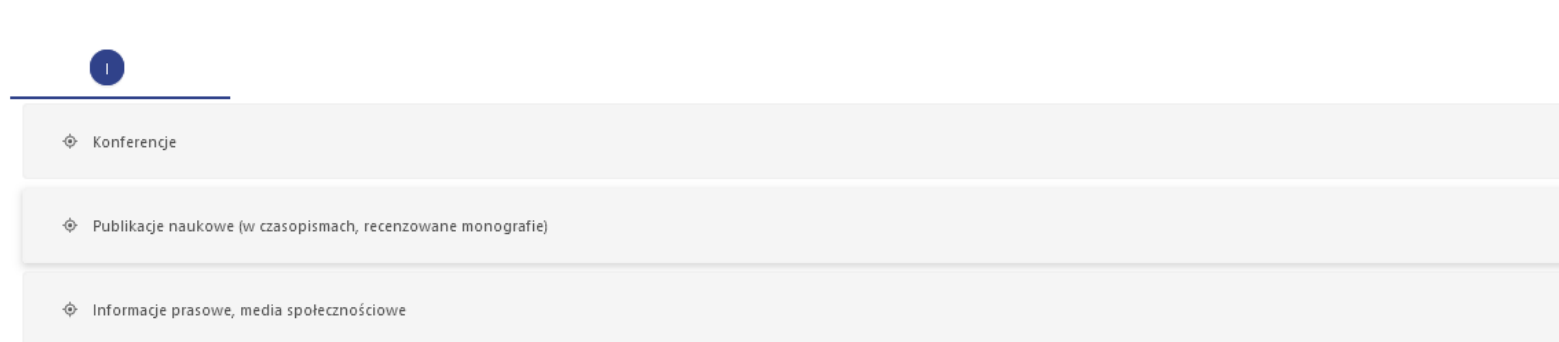 I
Konferencje
Publikacje naukowe (w czasopismach, recenzowane monografie)
Informacje prasowe, media społecznościowe